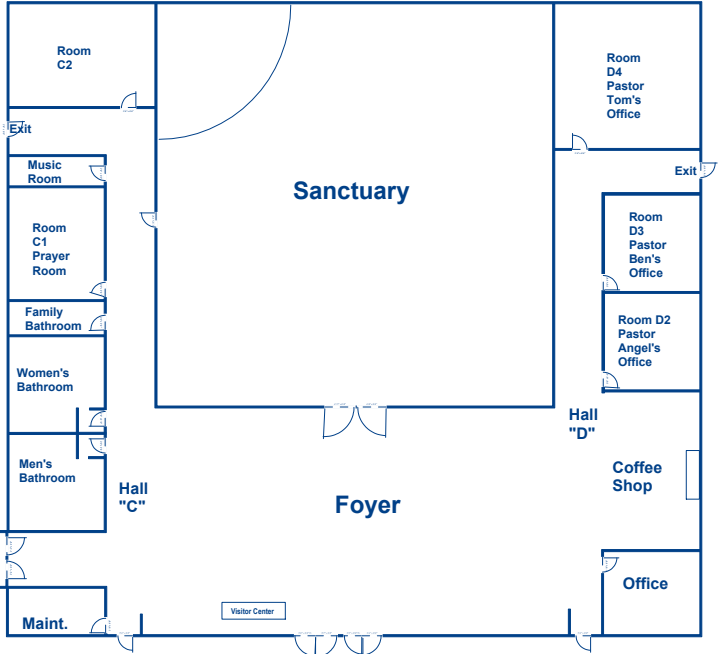 Room
C2
Room
D4
Pastor
Tom's
Office
Exit
Music
Room
Exit
Sanctuary
Room
C1
Prayer
Room
Room
D3
Pastor
Ben's
Office
Family
Bathroom
Room D2
Pastor
Angel's
Office
Women's
Bathroom
Hall
"D"
Men's
Bathroom
Coffee
Shop
Hall
"C"
Foyer
Office
Visitor Center
Maint.